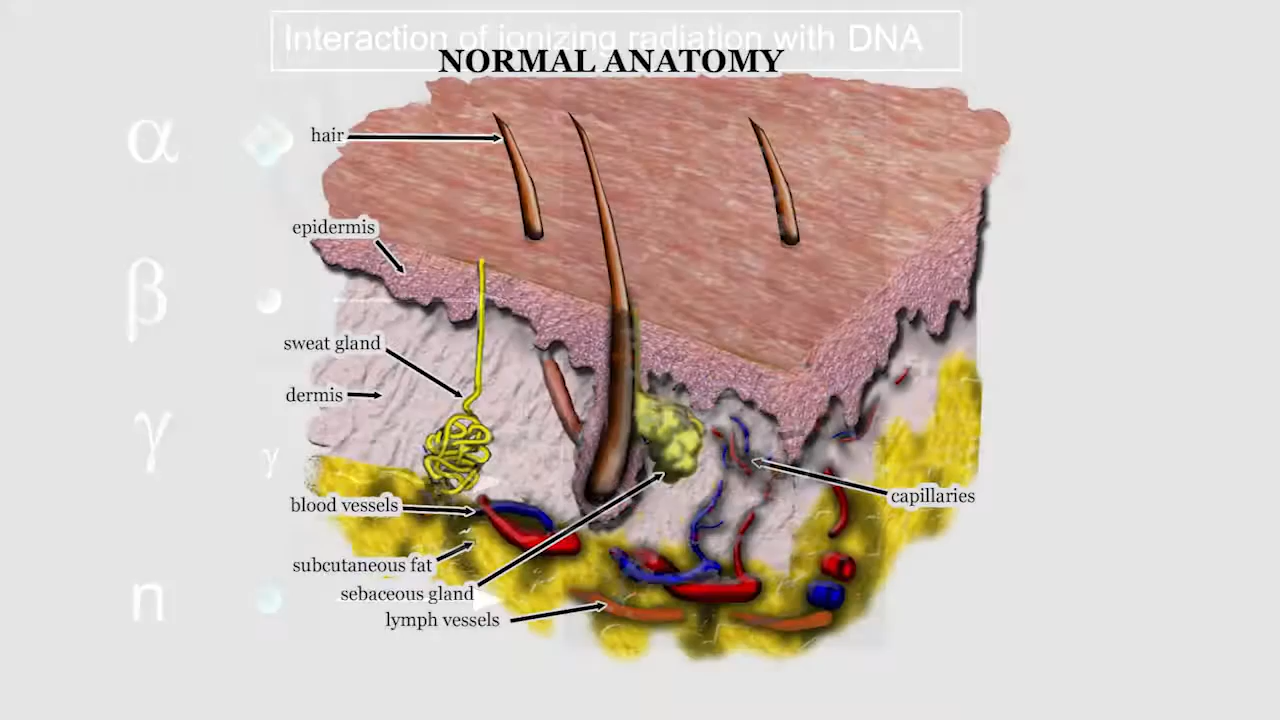 Interaction of ionizing radiation with DNA
NORMAL ANATOMY
α
hair
epidermis
β
sweat gland
dermis
γ
γ
capillaries
blood vessels
subcutaneous fat
sebaceous gland
n
lymph vessels